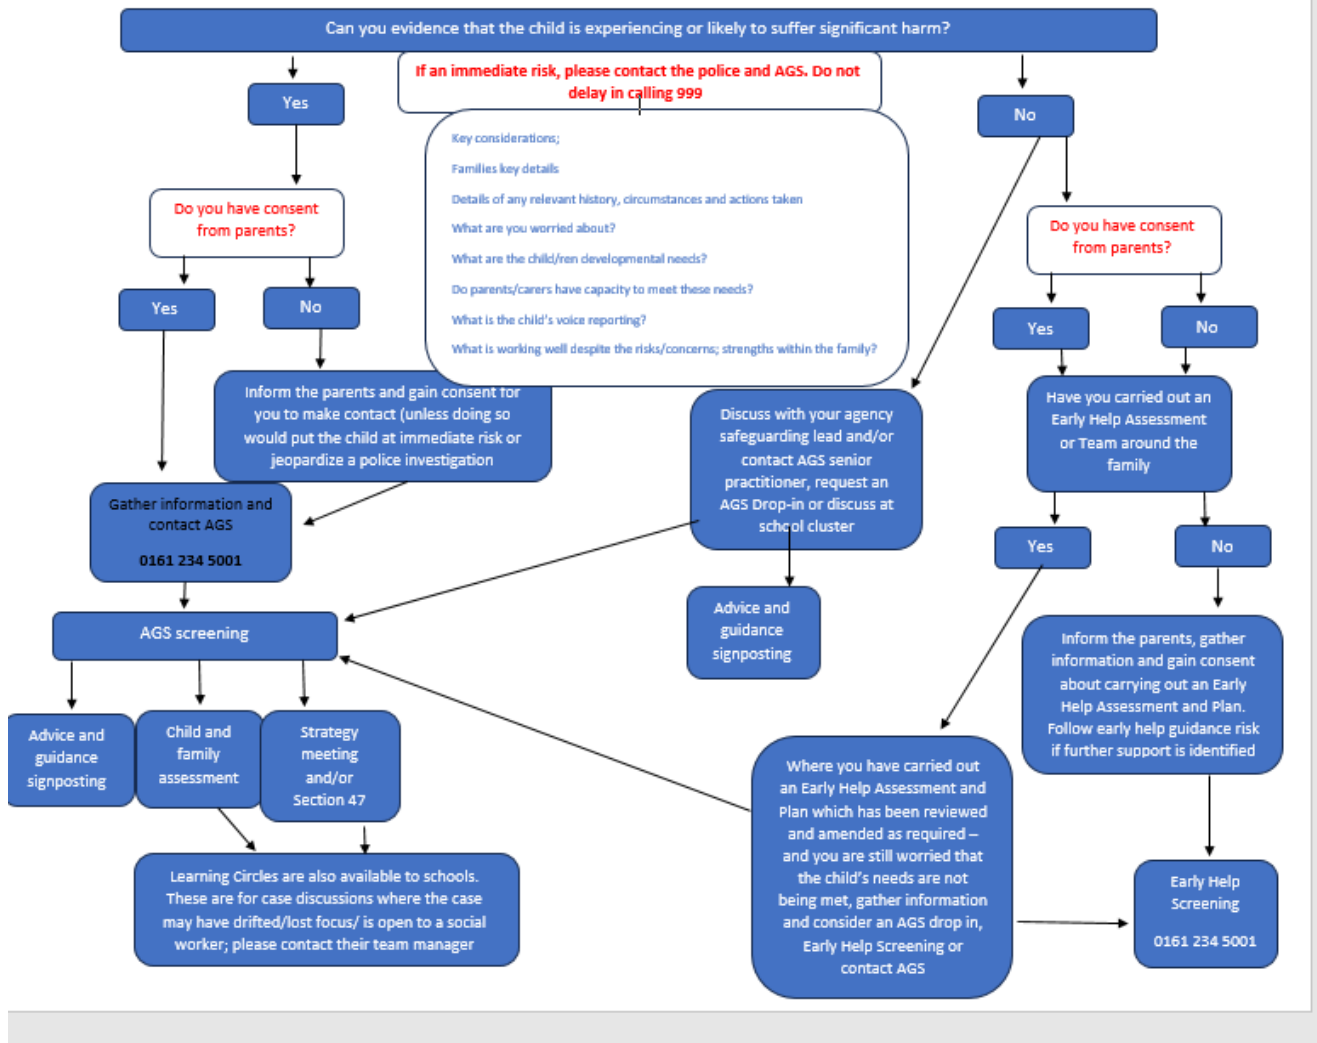 Can you evidence that the child is experiencing or likely to suffer significant harm?
If an immediate risk, please contact the police and AGS. Do not
delay in calling 999
Yes
No
Key considerations;
Families key details
Details of any relevant history, circumstances and actions taken
What are you worried about?
What are the child/ren developmental needs?
Do parents/carers have capacity to meet these needs?
What is the child's voice reporting?
What is working well despite the risks/concerns; strengths within the family?
Do you have consent
from parents?
Yes
No
Inform the parents and gain consent for
you to make contact (unless doing so
would put the child at immediate risk or
jeopardize a police investigation
Gather information and
contact AGS
0161 234 5001
AGS screening
Advice and
guidance
signposting
Child and
family
assessment
Strategy
meeting
and/or
Section 47
Learning Circles are also available to schools.
These are for case discussions where the case
may have drifted/lost focus/ is open to a social
worker; please contact their team manager
Discuss with your agency
safeguarding lead and/or
contact AGS senior
practitioner, request an
AGS Drop-in or discuss at
school cluster
Advice and
guidance
signposting
Do you have consent
from parents?
Yes
No
Have you carried out an
Early Help Assessment
or Team around the
family
Yes
No
Inform the parents, gather
information and gain consent
about carrying out an Early
Help Assessment and Plan.
Follow early help guidance risk
if further support is identified
Where you have carried out
an Early Help Assessment and
Plan which has been reviewed
and amended as required –
and you are still worried that
the child's needs are not
being met, gather information
and consider an AGS drop in,
Early Help Screening or
contact AGS
Early Help
Screening
0161 234 5001